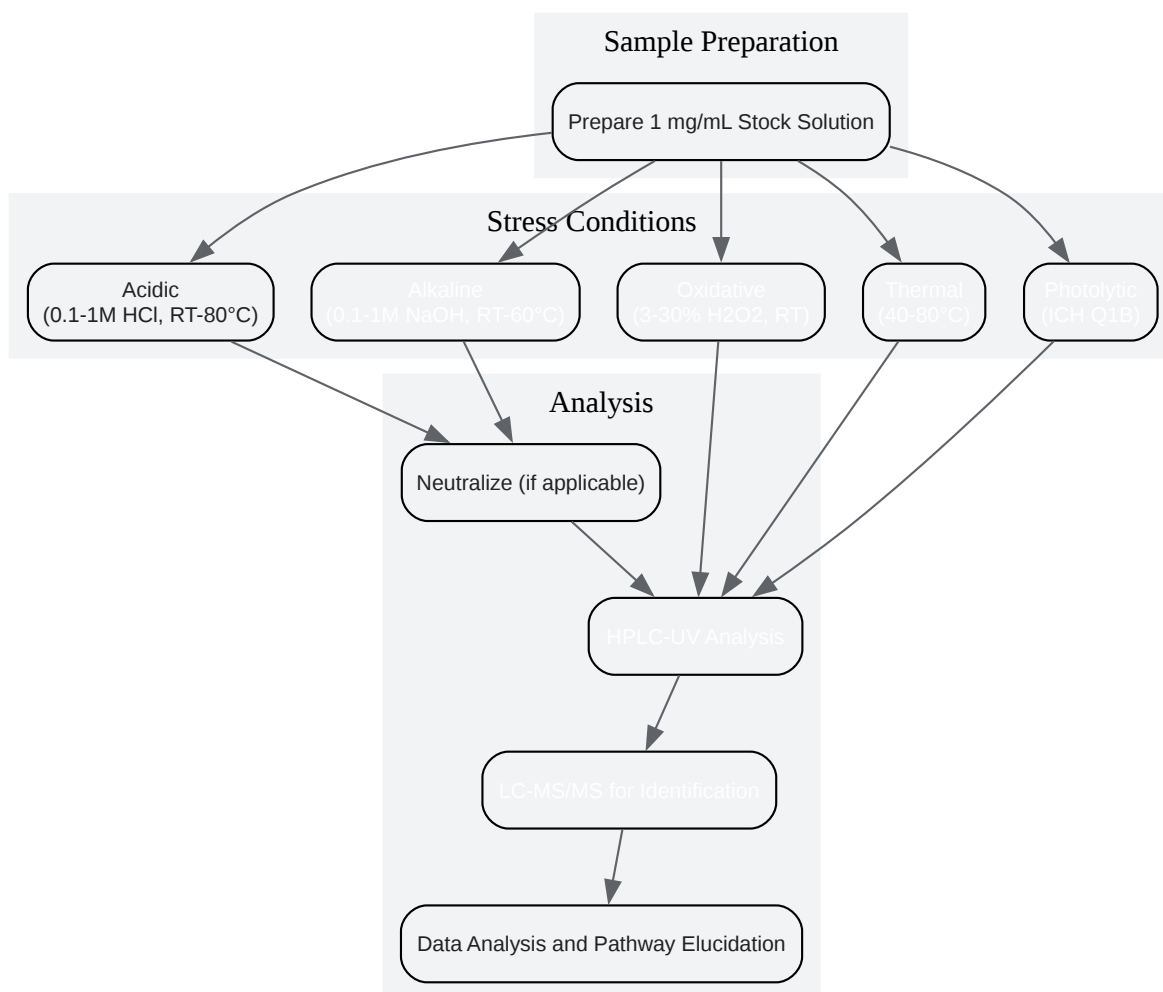 Sample Preparation
Prepare 1 mg/mL Stock Solution
Stress Conditions
Acidic
(0.1-1M HCl, RT-80°C)
Alkaline
(0.1-1M NaOH, RT-60°C)
Oxidative
(3-30% H2O2, RT)
Thermal
(40-80°C)
Photolytic
(ICH Q1B)
Analysis
Neutralize (if applicable)
HPLC-UV Analysis
LC-MS/MS for Identification
Data Analysis and Pathway Elucidation